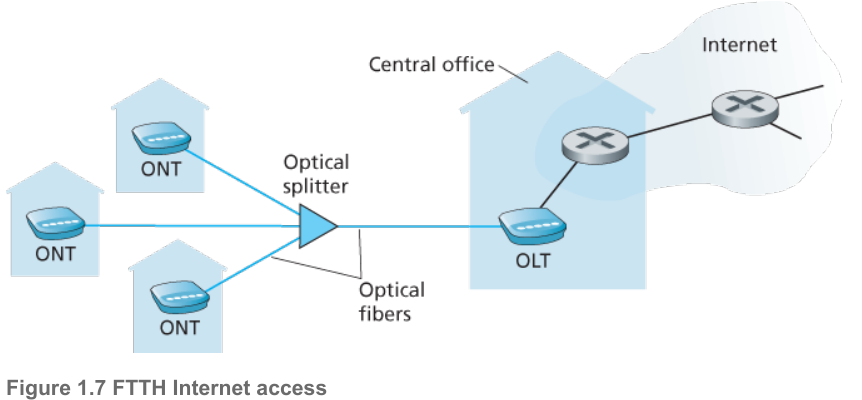 Internet
Central office
ONT
Optical
splitter
ONT
OLT
Optical
fibers
ONT
Figure 1.7 FTTH Internet access